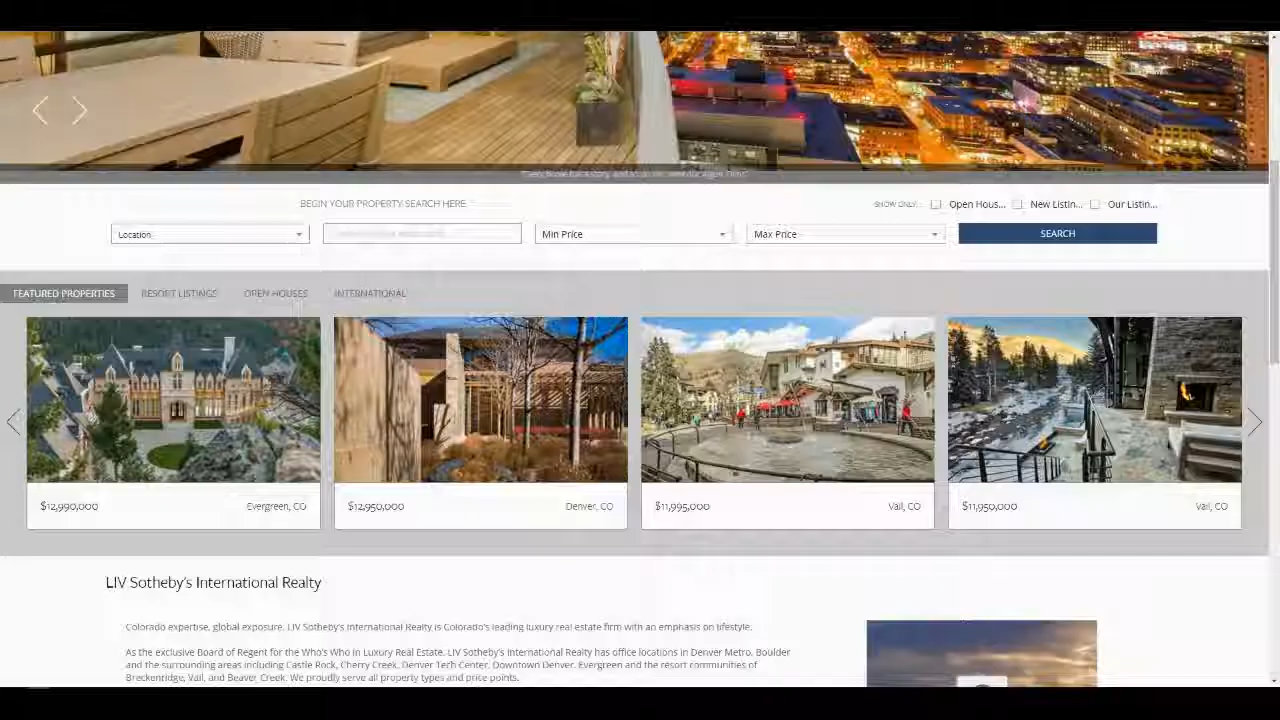 BEGIN YOUR PROPERTY SEARCH HERE
SHOW ONLY... Open Hous... New Listin... Our Listin...
Location Min Price Max Price SEARCH
FEATURED PROPERTIES RESORT LISTINGS OPEN HOUSES INTERNATIONAL
$12,990,000 Evergreen, CO $12,950,000 Denver, CO $11,995,000 Vail, CO $11,950,000 Vail, CO
LIV Sotheby's International Realty
Colorado expertise, global exposure. LIV Sotheby's International Realty is Colorado's leading luxury real estate firm with an emphasis on lifestyle.
As the exclusive Board of Regent for the Who's Who in Luxury Real Estate. LIV Sotheby's International Realty has office locations in Denver Metro, Boulder
and the surrounding areas including Castle Rock, Cherry Creek, Denver Tech Center, Downtown Denver, Evergreen and the resort communities of
Breckenridge, Vail, and Beaver Creek. We proudly serve all property types and price points.